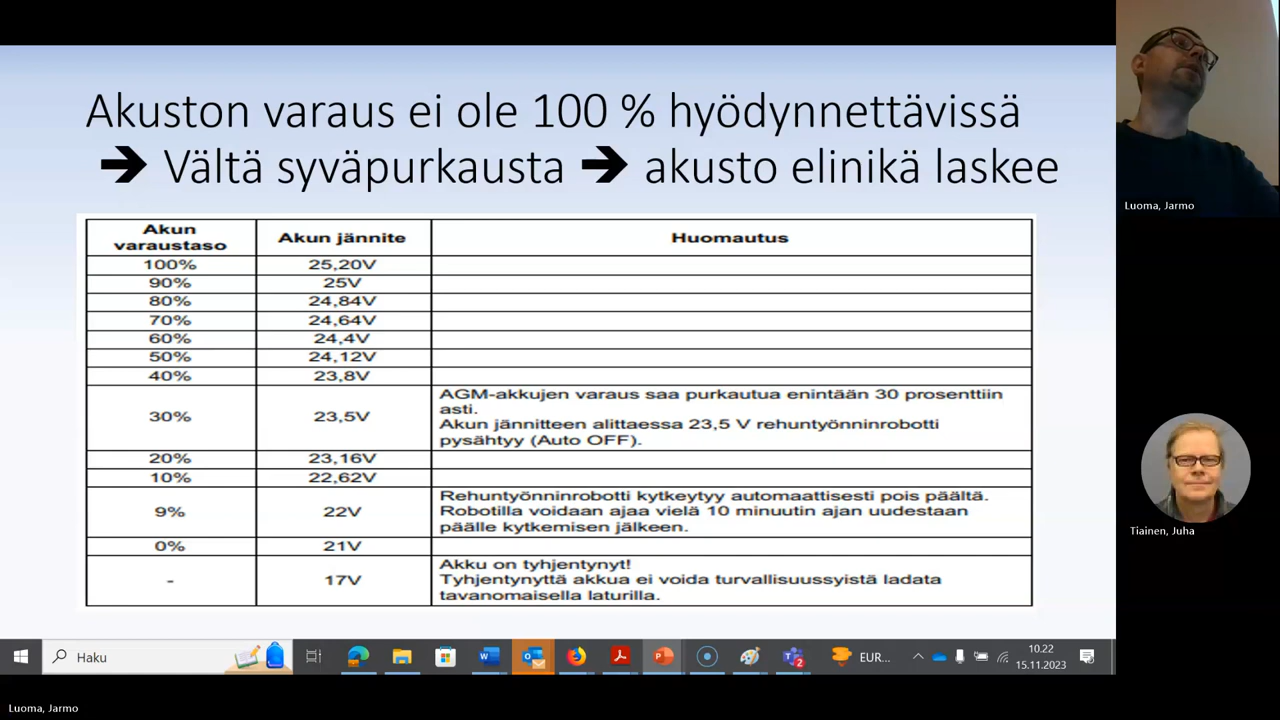 Akuston varaus ei ole 100 % hyödynnettävissä
🡺 Vältä syväpurkausta 🡺 akusto elinikä laskee
Akun varaustaso Akun jännite Huomautus
100% 25,20V
90% 25V
80% 24,84V
70% 24,64V
60% 24,4V
50% 24,12V
40% 23,8V
30% 23,5V
AGM-akkujen varaus saa purkautua enintään 30 prosenttiin
asti.
Akun jännitteen alittaessa 23,5 V rehuntyönninrobotti
pysähtyy (Auto OFF).
20% 23,16V
10% 22,62V
9% 22V
Rehuntyönninrobotti kytkeytyy automaattisesti pois päältä.
Robotilla voidaan ajaa vielä 10 minuutin ajan uudestaan
päälle kytkemisen jälkeen.
0% 21V
- 17V
Akku on tyhjentynyt!
Tyhjentynyttä akkua ei voida turvallisuussyistä ladata
tavanomaisella laturilla.
Luoma, Jarmo
Tiainen, Juha
Haku
EUR...
10.22
15.11.2023
Luoma, Jarmo